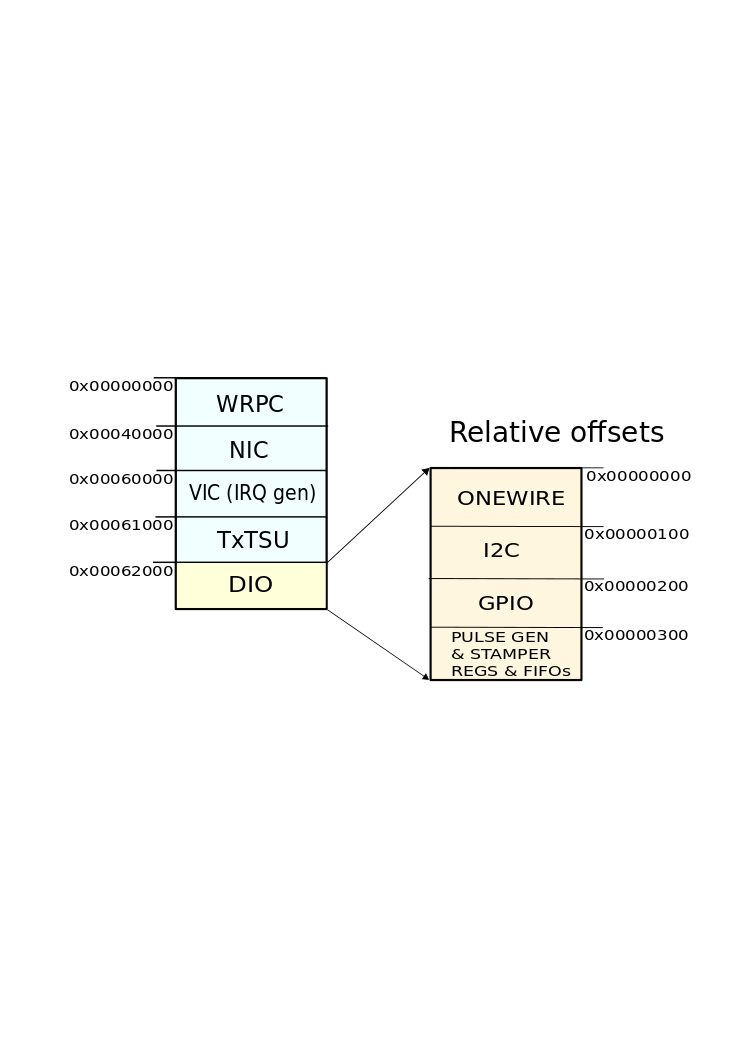 0x00000000
WRPC
0x00040000
NIC
0x00060000
VIC (IRQ gen)
0x00061000
TxTSU
0x00062000
DIO
Relative offsets
0x00000000
ONEWIRE
0x00000100
I2C
0x00000200
GPIO
0x00000300
PULSE GEN
& STAMPER
REGS & FIFOs